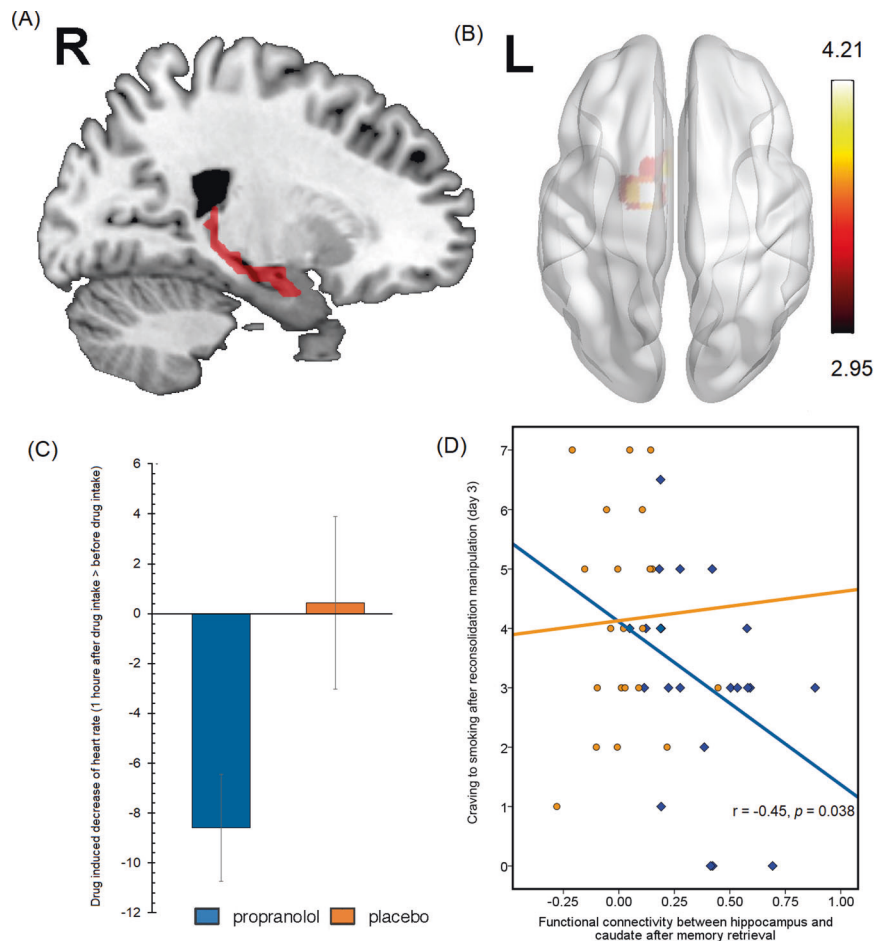 (A)
R
(B)
L
4.21
2.95
(C)
Drug induced decrease of heart rate (1 houre after drug intake > before drug intake)
6
4
2
0
-2
-4
-6
-8
-10
-12
propranolol
placebo
(D)
Craving to smoking after reconsolidation manipulation (day 3)
7
6
5
4
3
2
1
0
r = -0.45, p = 0.038
-0.25
0.00
0.25
0.50
0.75
1.00
Functional connectivity between hippocampus and
caudate after memory retrieval